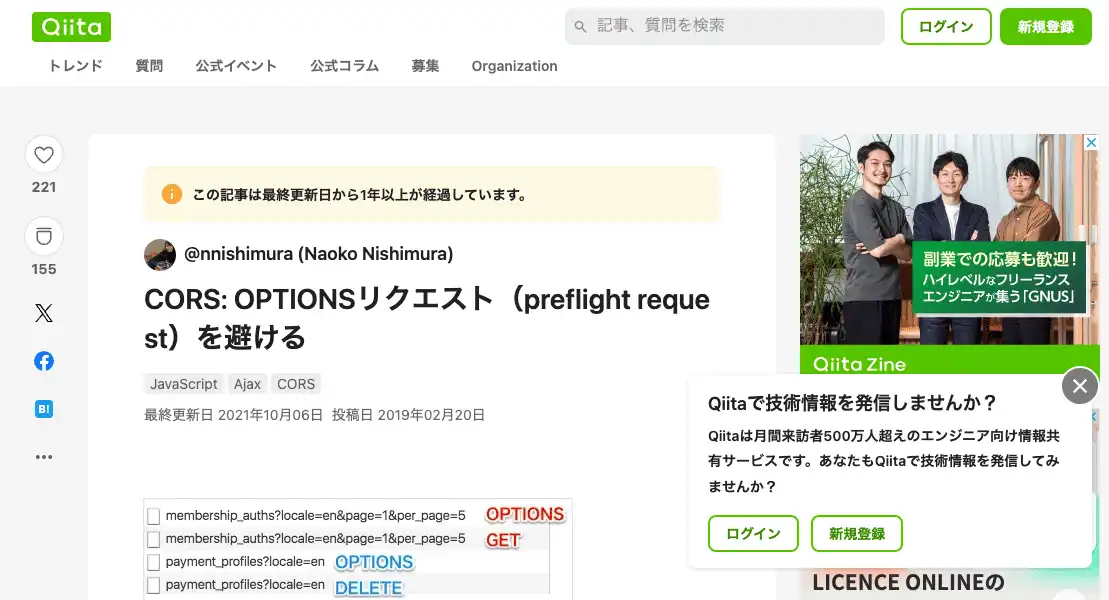 Qiita
記事、質問を検索
ログイン
新規登録
トレンド 質問 公式イベント 公式コラム 募集 Organization
221
155
B!
この記事は最終更新日から1年以上が経過しています。
@nnishimura (Naoko Nishimura)
CORS: OPTIONSリクエスト（preflight reque
st）を避ける
JavaScript Ajax CORS
最終更新日 2021年10月06日 投稿日 2019年02月20日
membership_auths?locale=en&page=1&per_page=5 OPTIONS
membership_auths?locale=en&page=1&per_page=5 GET
payment_profiles?locale=en OPTIONS
payment_profiles?locale=en DELETE
副業での応募も歓迎！
ハイレベルなフリーランス
エンジニアが集う「GNUS」
Qiita Zine
Qiitaで技術情報を発信しませんか？
Qiitaは月間来訪者500万人超えのエンジニア向け情報共
有サービスです。あなたもQiitaで技術情報を発信してみ
ませんか？
ログイン
新規登録
LICENCE ONLINEの